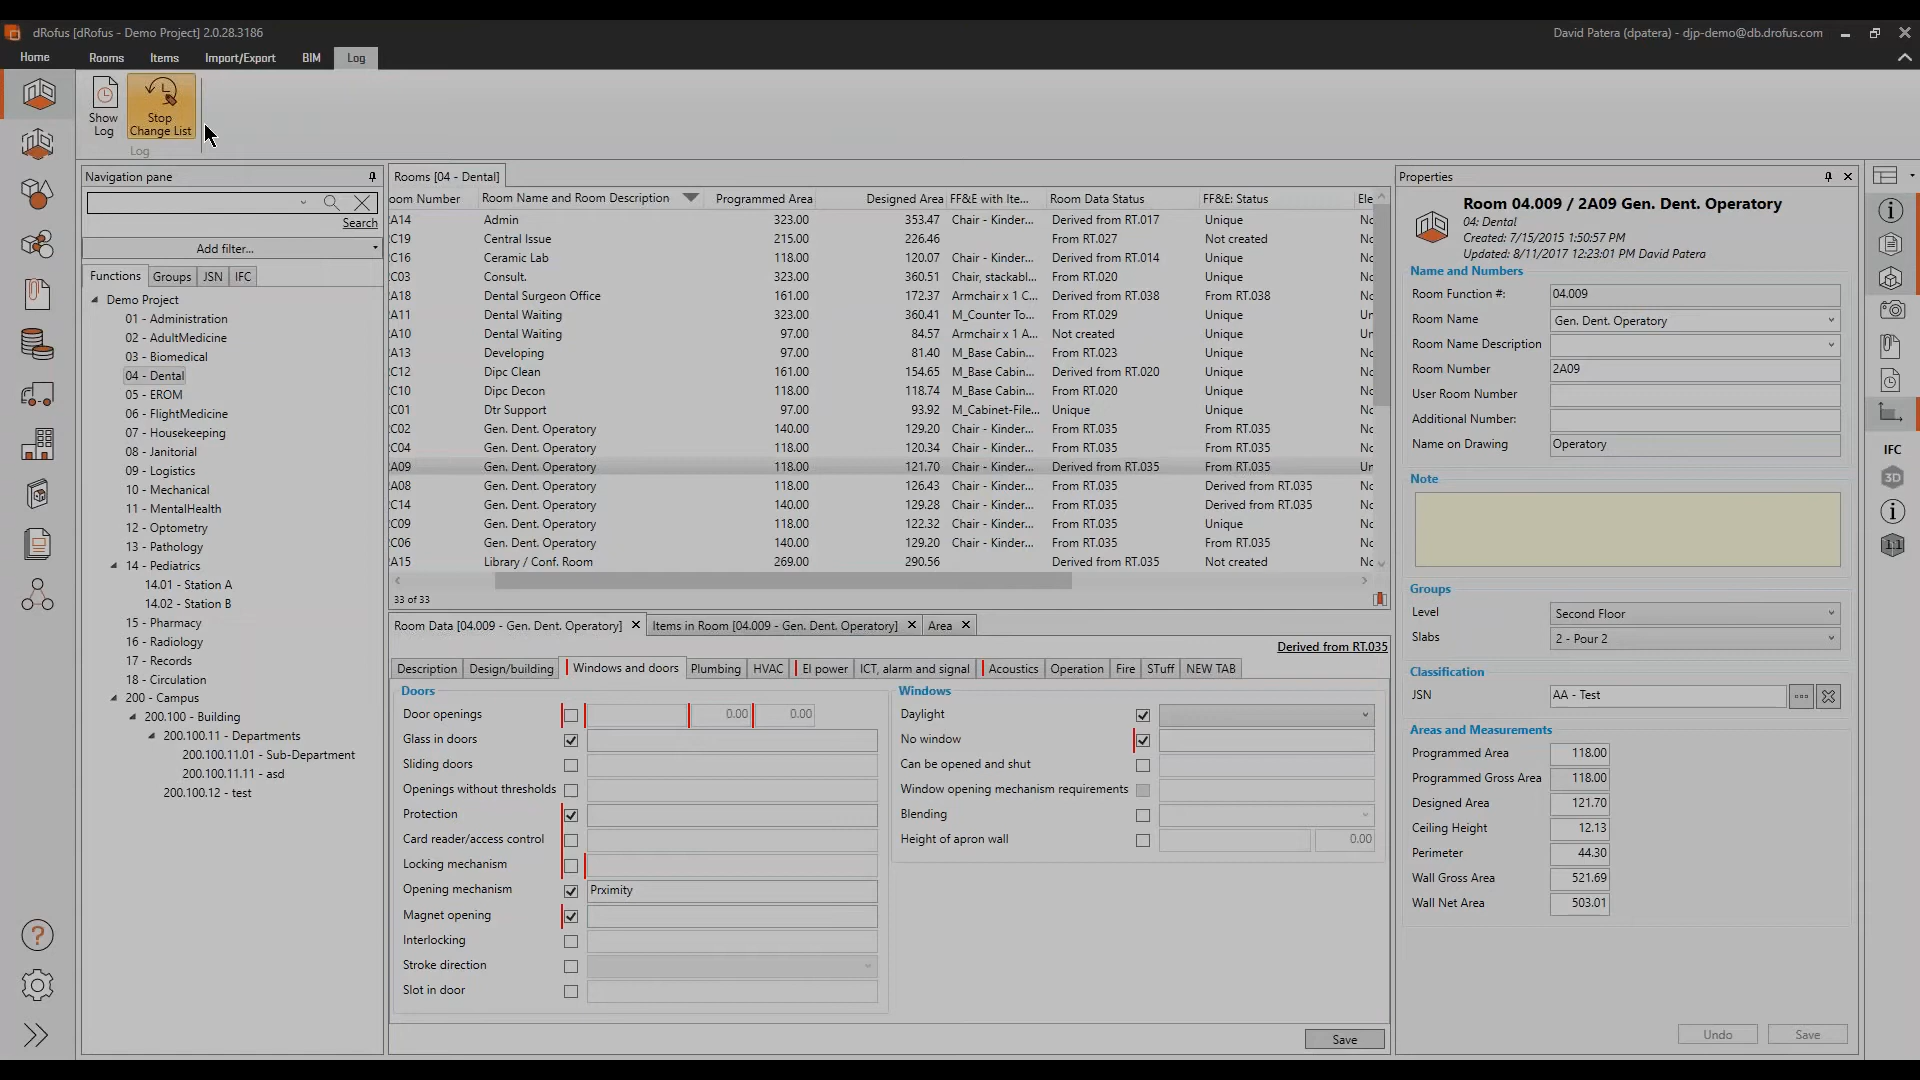 dRofus [dRofus - Demo Project] 2.0.28.3186
David Patera (dpatera) - djp-demo@db.drofus.com
Home Rooms Items Import/Export BIM Log
Show Log
Stop Change List
Log
Navigation pane
Search
Add filter...
Functions Groups JSN IFC
Demo Project
01 - Administration
02 - AdultMedicine
03 - Biomedical
04 - Dental
05 - EROM
06 - FlightMedicine
07 - Housekeeping
08 - Janitorial
09 - Logistics
10 - Mechanical
11 - MentalHealth
12 - Optometry
13 - Pathology
14 - Pediatrics
14.01 - Station A
14.02 - Station B
15 - Pharmacy
16 - Radiology
17 - Records
18 - Circulation
200 - Campus
200.100 - Building
200.100.11 - Departments
200.100.11.01 - Sub-Department
200.100.11.11 - asd
200.100.12 - test
Rooms [04 - Dental]
oom Number Room Name and Room Description Programmed Area Designed Area FF&E with Ite... Room Data Status FF&E: Status Ele
A14 Admin 323.00 353.47 Chair - Kinder... Derived from RT.017 Unique Nc
C19 Central Issue 215.00 226.46 From RT.027 Not created Nc
C16 Ceramic Lab 118.00 120.07 Chair - Kinder... Derived from RT.014 Unique Nc
C03 Consult. 323.00 360.51 Chair, stackabl... From RT.020 Unique Nc
A18 Dental Surgeon Office 161.00 172.37 Armchair x 1 C... Derived from RT.038 From RT.038 Nc
A11 Dental Waiting 323.00 360.41 M_Counter To... From RT.029 Unique Ur
A10 Dental Waiting 97.00 84.57 Armchair x 1 A... Not created Unique Nc
A13 Developing 97.00 81.40 M_Base Cabin... From RT.023 Unique Nc
C12 Dipc Clean 161.00 154.65 M_Base Cabin... Derived from RT.020 Unique Nc
C10 Dipc Decon 118.00 118.74 M_Base Cabin... From RT.020 Unique Nc
C01 Dtr Support 97.00 93.92 M_Cabinet-File... Unique Unique Nc
C02 Gen. Dent. Operatory 140.00 129.20 Chair - Kinder... From RT.035 From RT.035 Nc
C04 Gen. Dent. Operatory 118.00 120.34 Chair - Kinder... From RT.035 From RT.035 Nc
A09 Gen. Dent. Operatory 118.00 121.70 Chair - Kinder... Derived from RT.035 From RT.035 Ur
A08 Gen. Dent. Operatory 118.00 126.43 Chair - Kinder... From RT.035 Derived from RT.035 Nc
C14 Gen. Dent. Operatory 140.00 129.28 Chair - Kinder... From RT.035 Derived from RT.035 Nc
C09 Gen. Dent. Operatory 118.00 122.32 Chair - Kinder... From RT.035 Unique Nc
C06 Gen. Dent. Operatory 140.00 129.20 Chair - Kinder... From RT.035 From RT.035 Nc
A15 Library / Conf. Room 269.00 290.56 Derived from RT.035 Not created Nc
33 of 33
Room Data [04.009 - Gen. Dent. Operatory] Items in Room [04.009 - Gen. Dent. Operatory] Area
Derived from RT.035
Description Design/building Windows and doors Plumbing HVAC El power ICT, alarm and signal Acoustics Operation Fire STuff NEW TAB
Doors
Door openings 0.00 0.00
Glass in doors
Sliding doors
Openings without thresholds
Protection
Card reader/access control
Locking mechanism
Opening mechanism Prximity
Magnet opening
Interlocking
Stroke direction
Slot in door
Windows
Daylight
No window
Can be opened and shut
Window opening mechanism requirements
Blending
Height of apron wall 0.00
Save
Properties
Room 04.009 / 2A09 Gen. Dent. Operatory
04: Dental
Created: 7/15/2015 1:50:57 PM
Updated: 8/11/2017 12:23:01 PM David Patera
Name and Numbers
Room Function #: 04.009
Room Name Gen. Dent. Operatory
Room Name Description
Room Number 2A09
User Room Number
Additional Number:
Name on Drawing Operatory
Note
Groups
Level Second Floor
Slabs 2 - Pour 2
Classification
JSN AA - Test
Areas and Measurements
Programmed Area 118.00
Programmed Gross Area 118.00
Designed Area 121.70
Ceiling Height 12.13
Perimeter 44.30
Wall Gross Area 521.69
Wall Net Area 503.01
Undo Save
IFC
3D